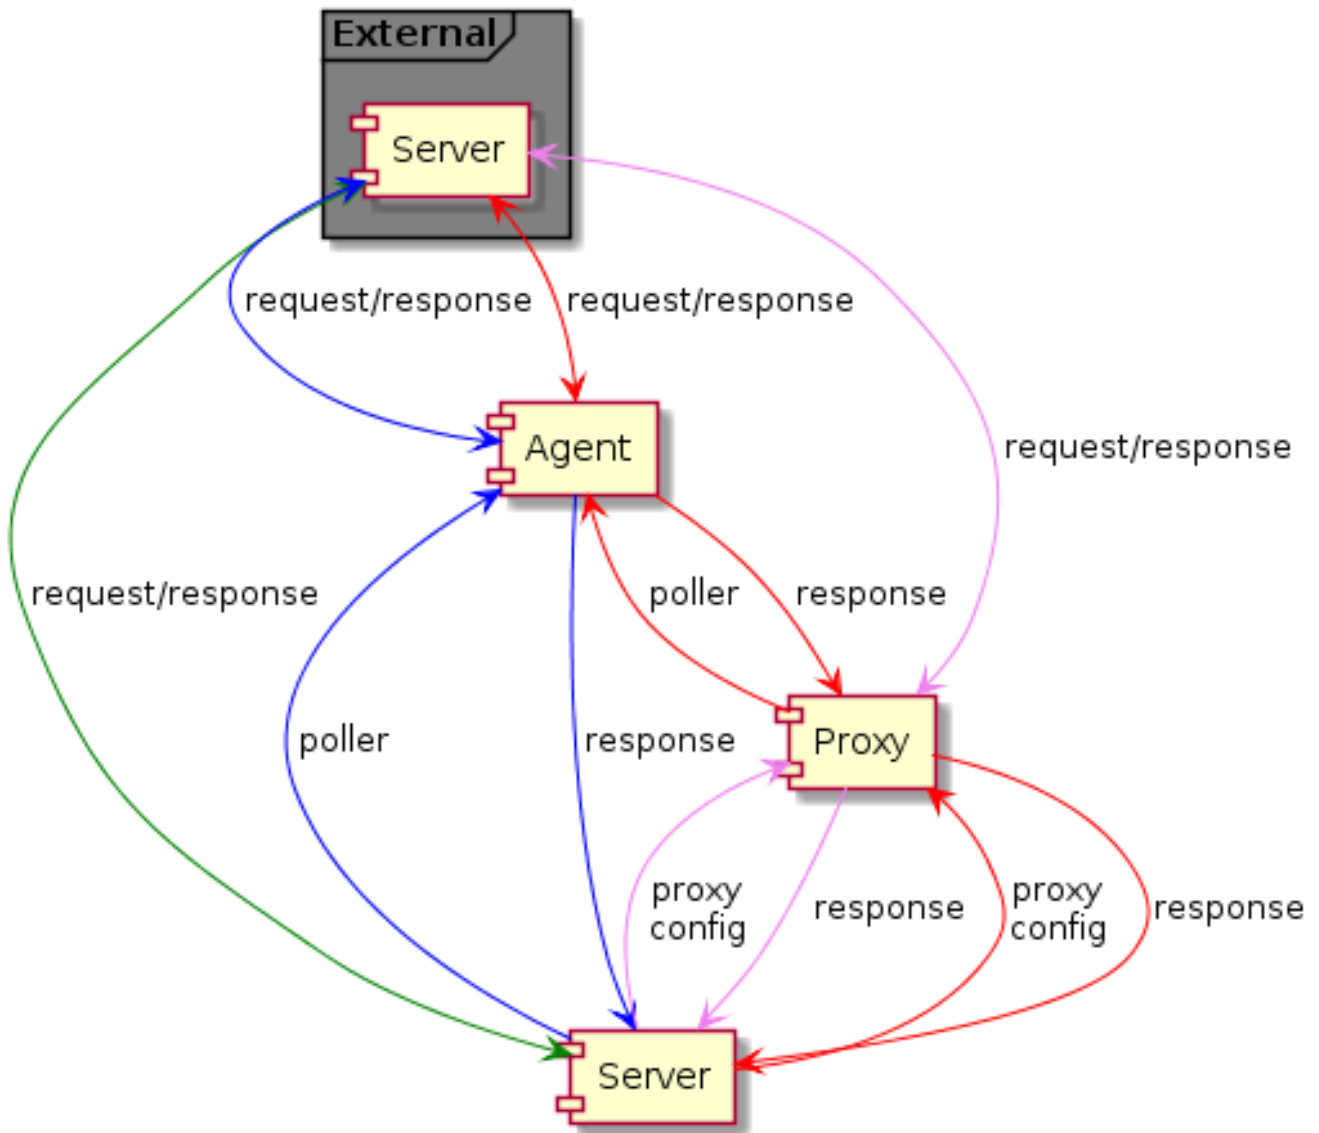 External
Server
request/response
request/response
Agent
request/response
request/response
poller
response
poller
response
Proxy
proxy
config
response
proxy
config
response
Server